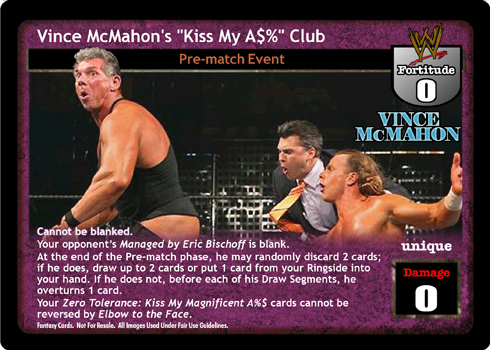 Vince McMahon's "Kiss My A$%" Club
Pre-match Event
W
Fortitude
0
VINCE
McMAHON
Cannot be blanked.
Your opponent's Managed by Eric Bischoff is blank.
At the end of the Pre-match phase, he may randomly discard 2 cards;
if he does, draw up to 2 cards or put 1 card from your Ringside into
your hand. If he does not, before each of his Draw Segments, he
overturns 1 card.
Your Zero Tolerance: Kiss My Magnificent A%$ cards cannot be
reversed by Elbow to the Face.
unique
Damage
0
Fantasy Cards. Not For Resale. All Images Used Under Fair Use Guidelines.